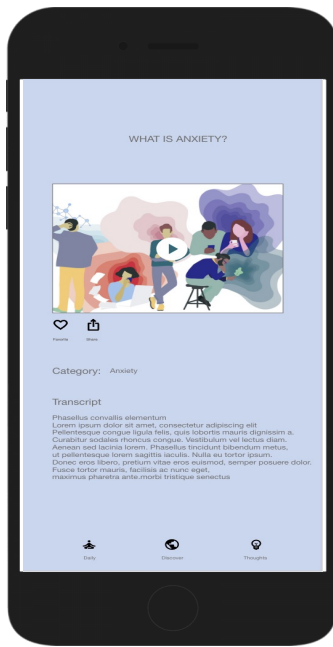 WHAT IS ANXIETY?
Favorite Share
Category: Anxiety
Transcript
Phasellus convallis elementum
Lorem ipsum dolor sit amet, consectetur adipiscing elit
Pellentesque congue ligula felis, quis lobortis mauris dignissim a.
Curabitur sodales rhoncus congue. Vestibulum vel lectus diam.
Aenean sed lacinia lorem. Phasellus tincidunt bibendum metus,
ut pellentesque lorem sagittis iaculis. Nulla eu tortor ipsum.
Donec eros libero, pretium vitae eros euismod, semper posuere dolor.
Fusce tortor mauris, facilisis ac nunc eget,
maximus pharetra ante,morbi tristique senectus
Daily Discover Thoughts